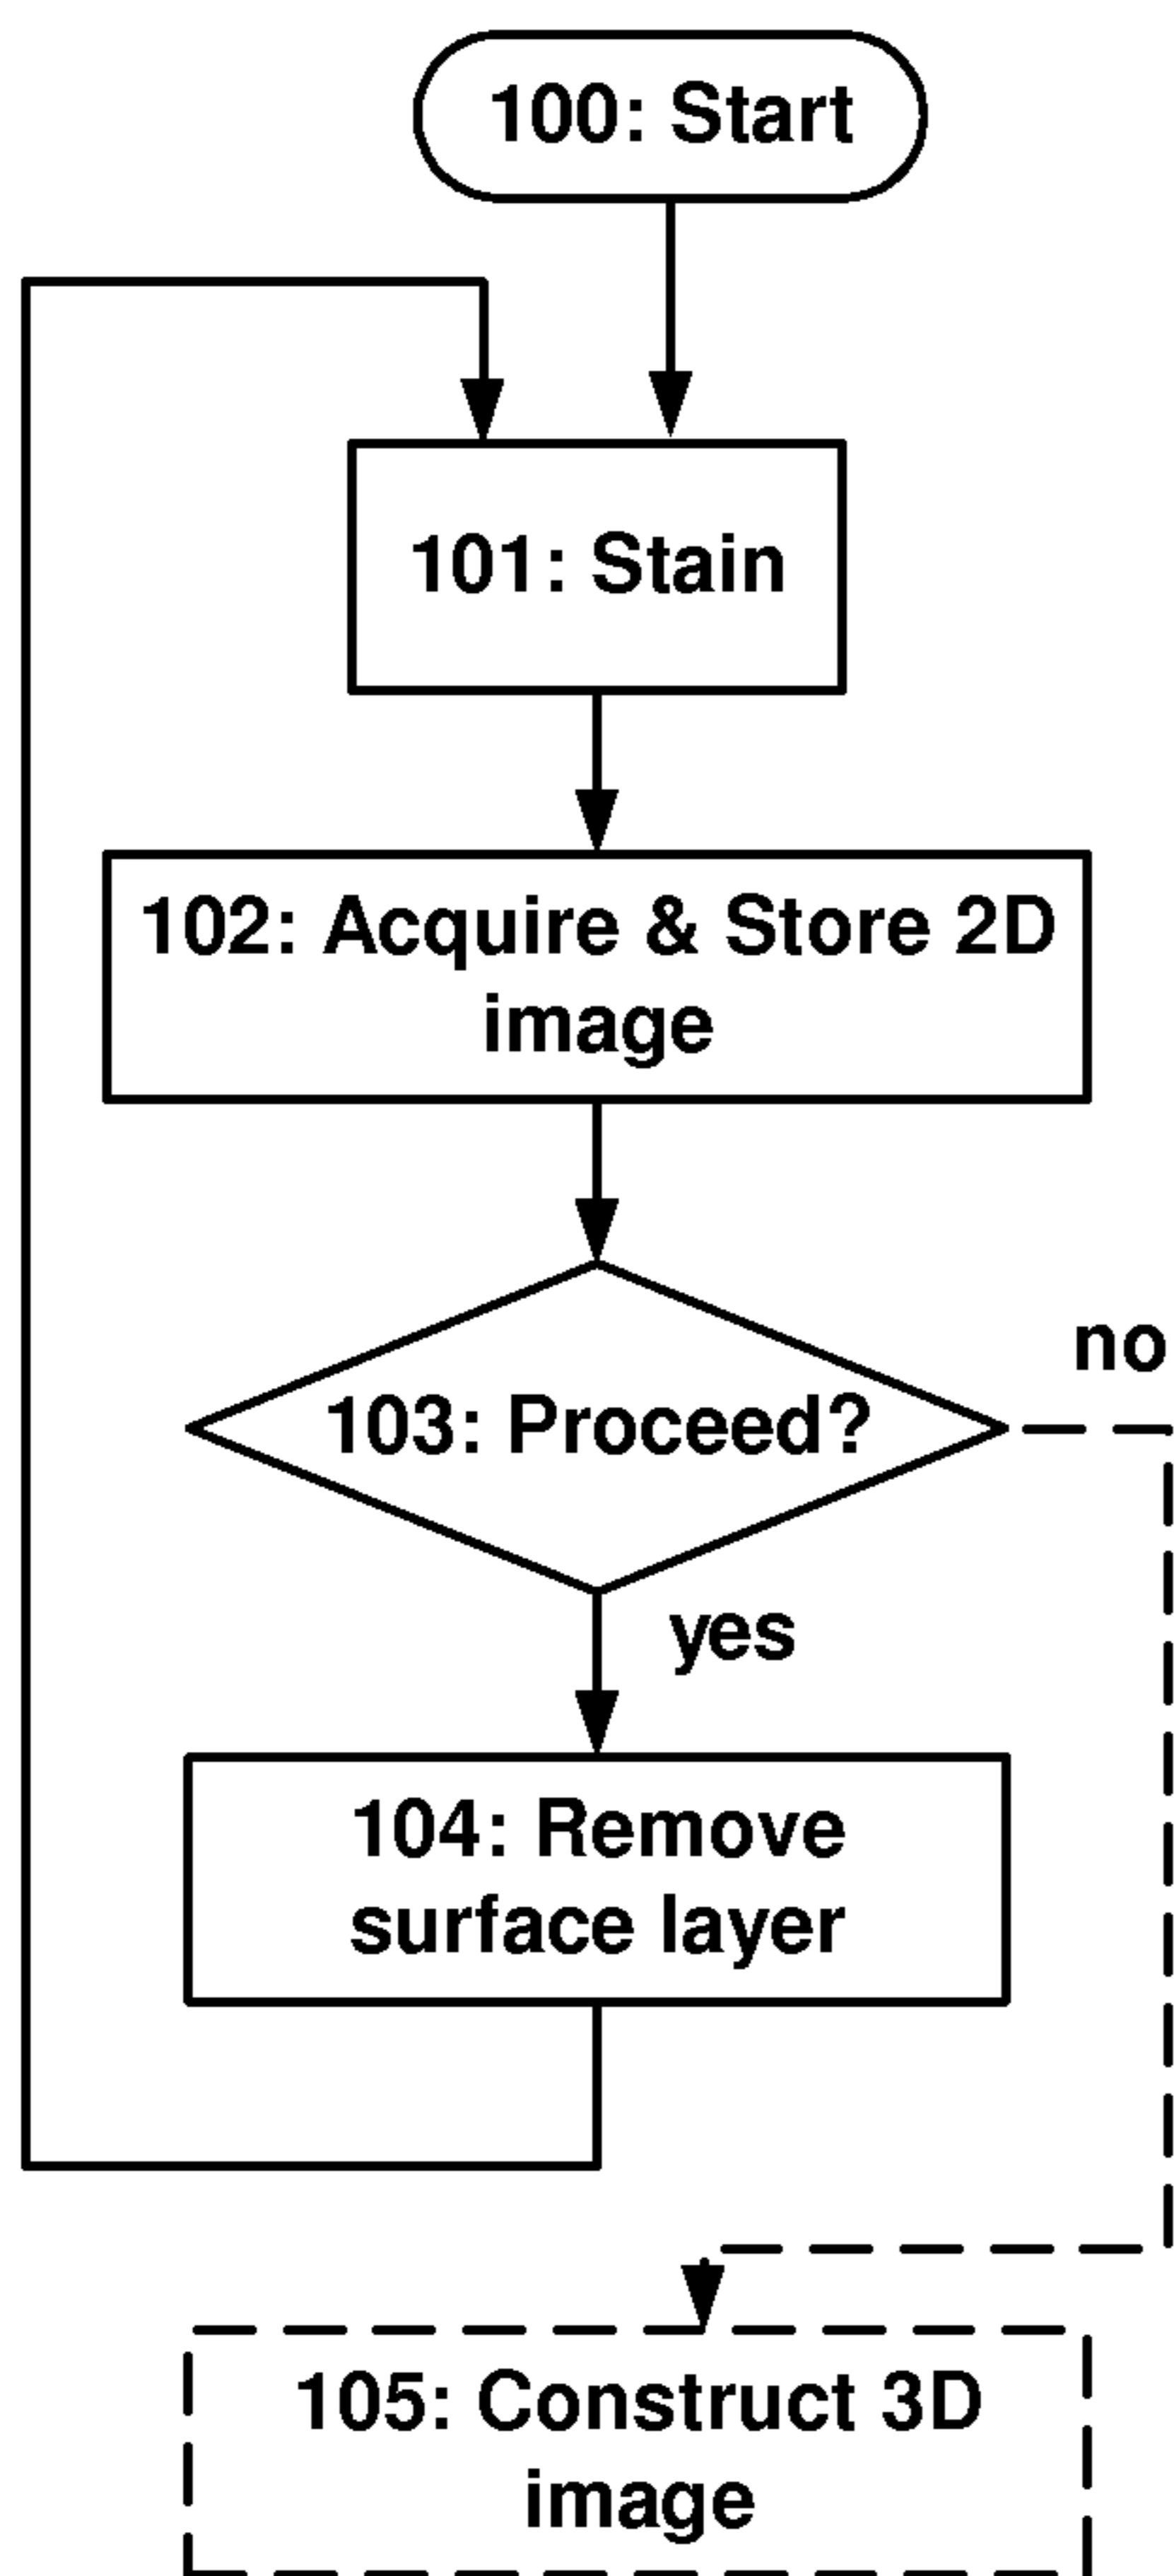 100: Start
101: Stain
102: Acquire & Store 2D
image
no
103: Proceed?
yes
104: Remove
surface layer
105: Construct 3D
image